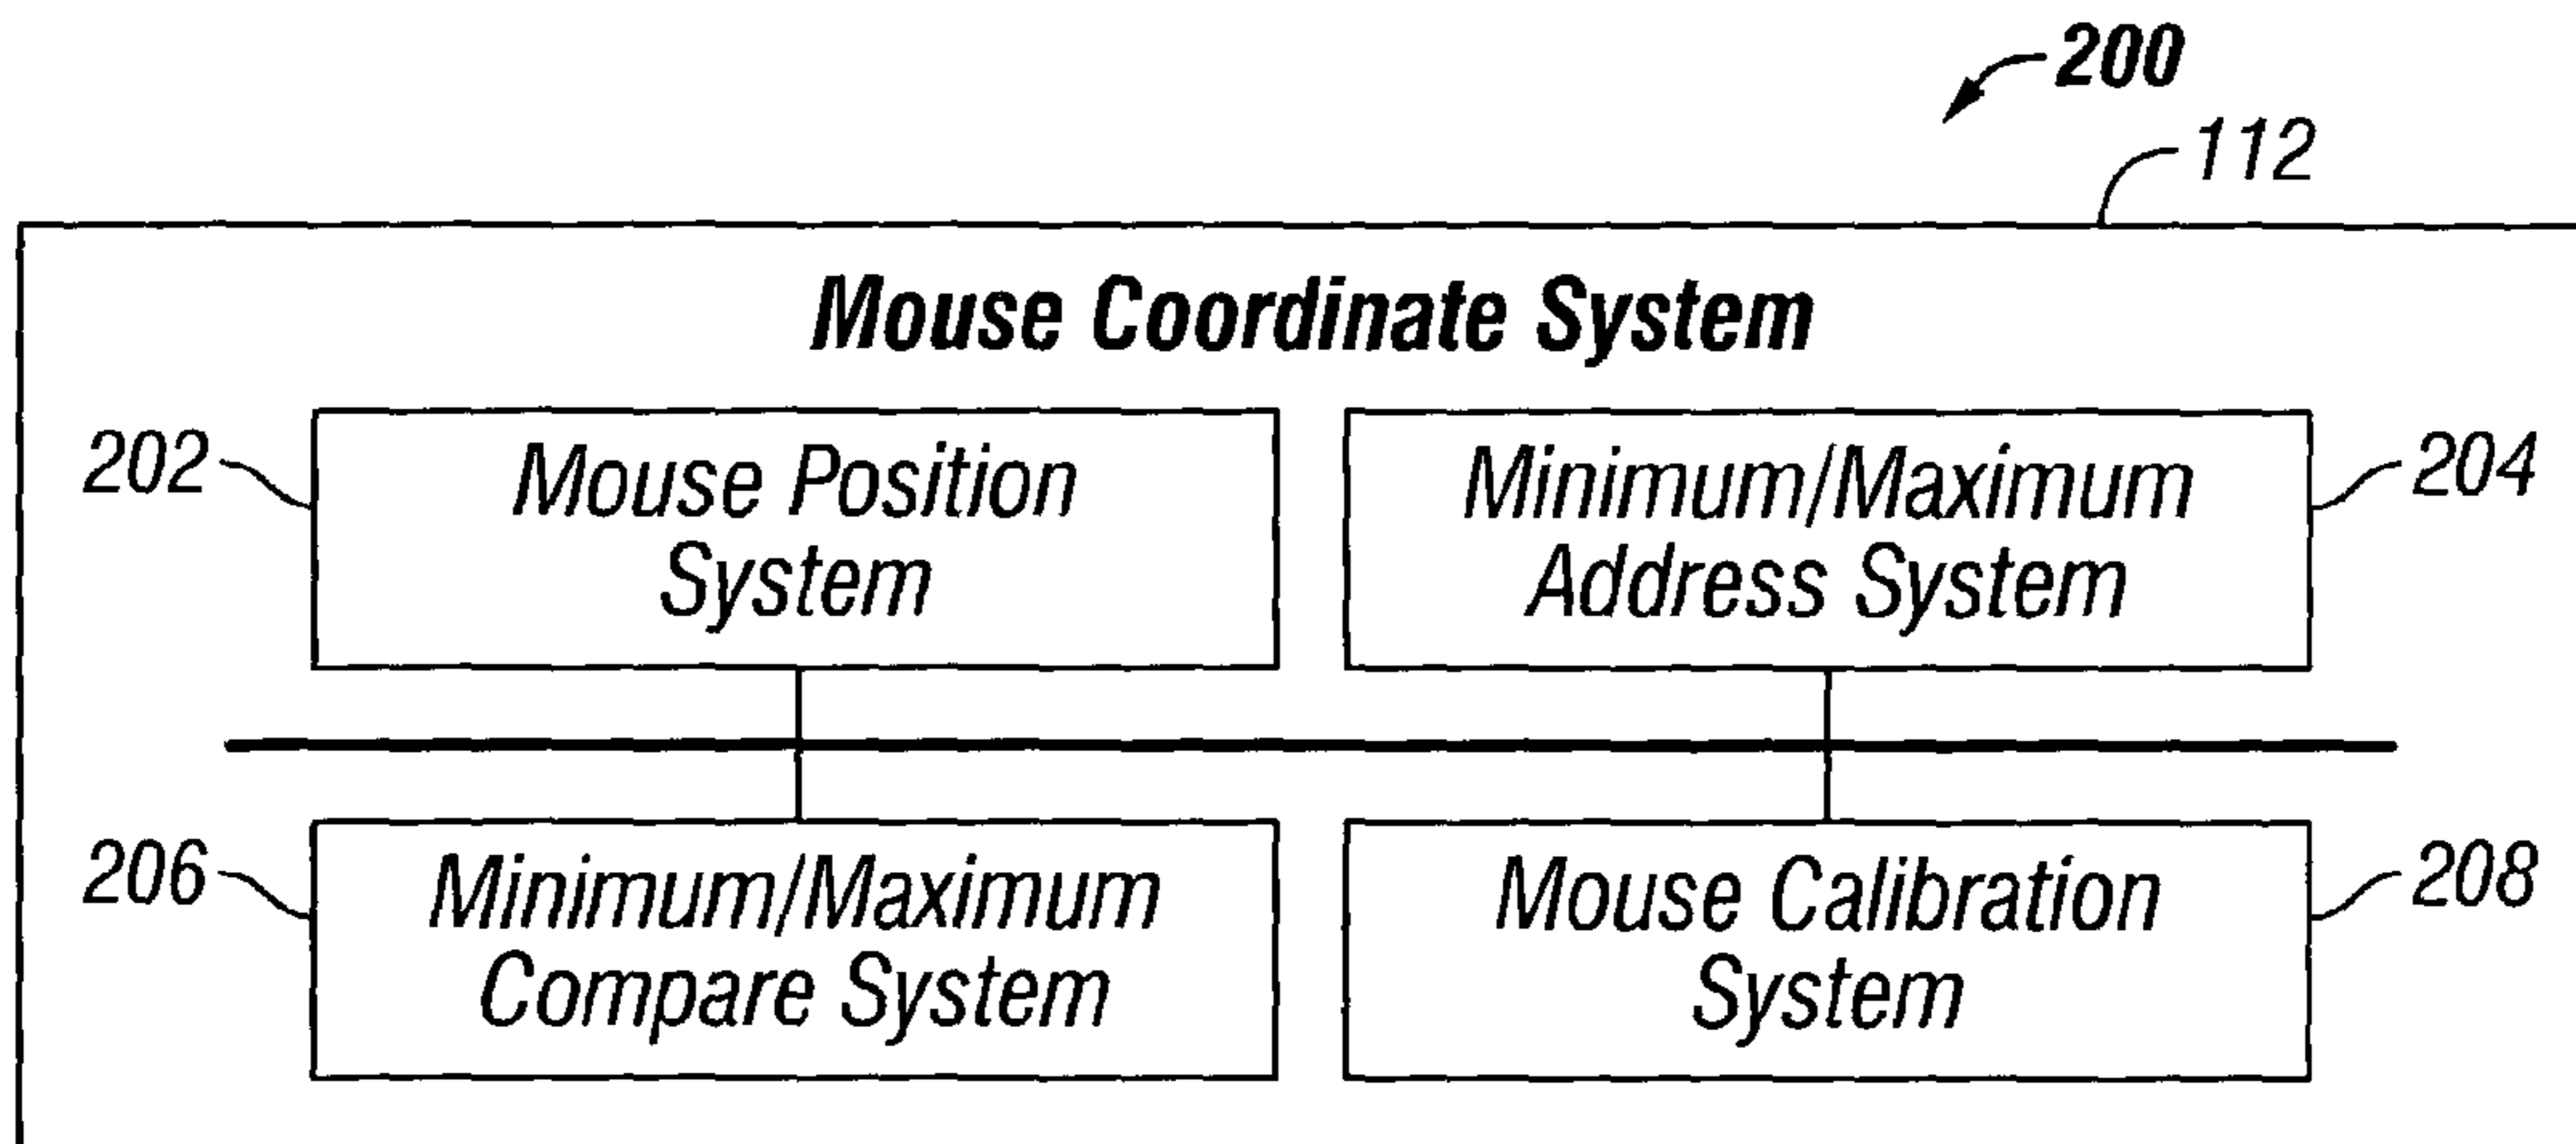 200
112
Mouse Coordinate System
202
Mouse Position
System
Minimum/Maximum
Address System
204
206
Minimum/Maximum
Compare System
Mouse Calibration
System
208